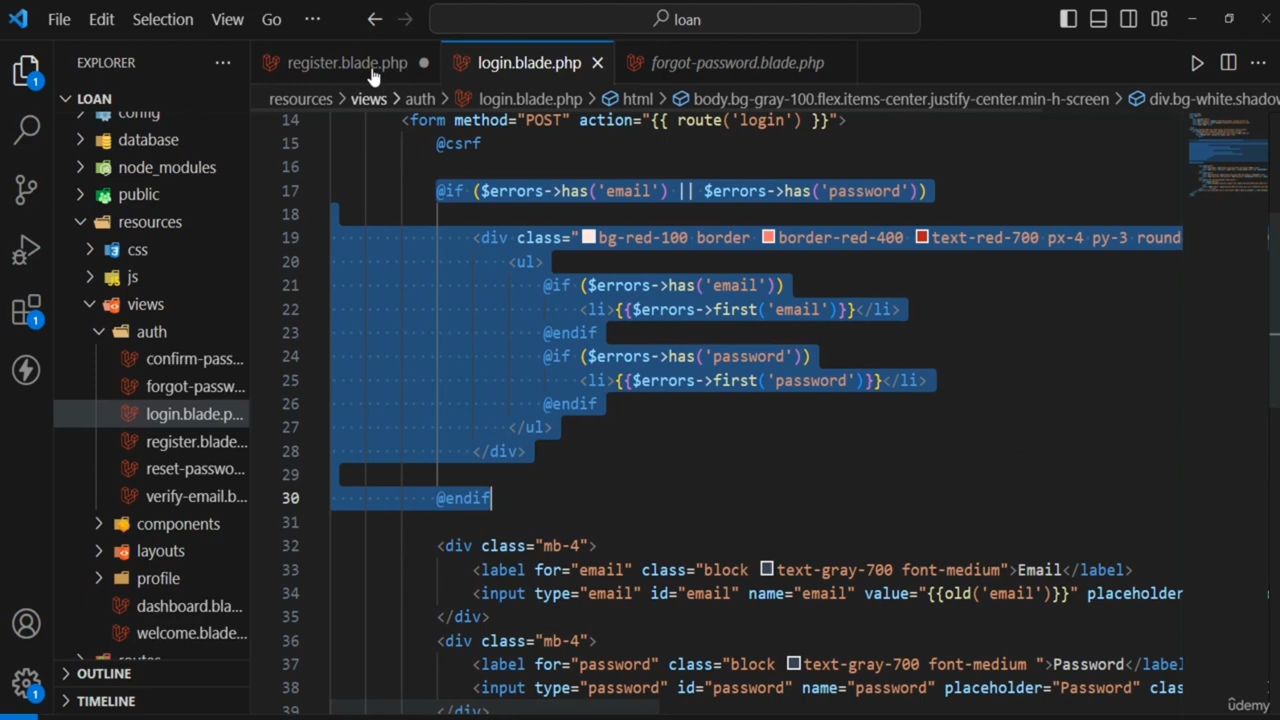 File Edit Selection View Go ··· loan
EXPLORER ···
register.blade.php login.blade.php forgot-password.blade.php
LOAN
resources > views > auth > login.blade.php > html > body.bg-gray-100.flex.items-center.justify-center.min-h-screen > div.bg-white.shadow
config
database
node_modules
public
resources
css
js
views
auth
confirm-pass...
forgot-passw...
login.blade.p...
register.blade...
reset-passwo...
verify-email.b...
components
layouts
profile
dashboard.bla...
welcome.blade...
routes
OUTLINE
TIMELINE
1
1
1
14 <form method="POST" action="{{ route('login') }}">
15 @csrf
16
17 @if ($errors->has('email') || $errors->has('password'))
18
19 <div class="bg-red-100 border border-red-400 text-red-700 px-4 py-3 round
20 <ul>
21 @if ($errors->has('email'))
22 <li>{{$errors->first('email')}}</li>
23 @endif
24 @if ($errors->has('password'))
25 <li>{{$errors->first('password')}}</li>
26 @endif
27 </ul>
28 </div>
29
30 @endif
31
32 <div class="mb-4">
33 <label for="email" class="block text-gray-700 font-medium">Email</label>
34 <input type="email" id="email" name="email" value="{{old('email')}}" placeholder
35 </div>
36 <div class="mb-4">
37 <label for="password" class="block text-gray-700 font-medium ">Password</label
38 <input type="password" id="password" name="password" placeholder="Password" clas
39 </div>
ûdemy